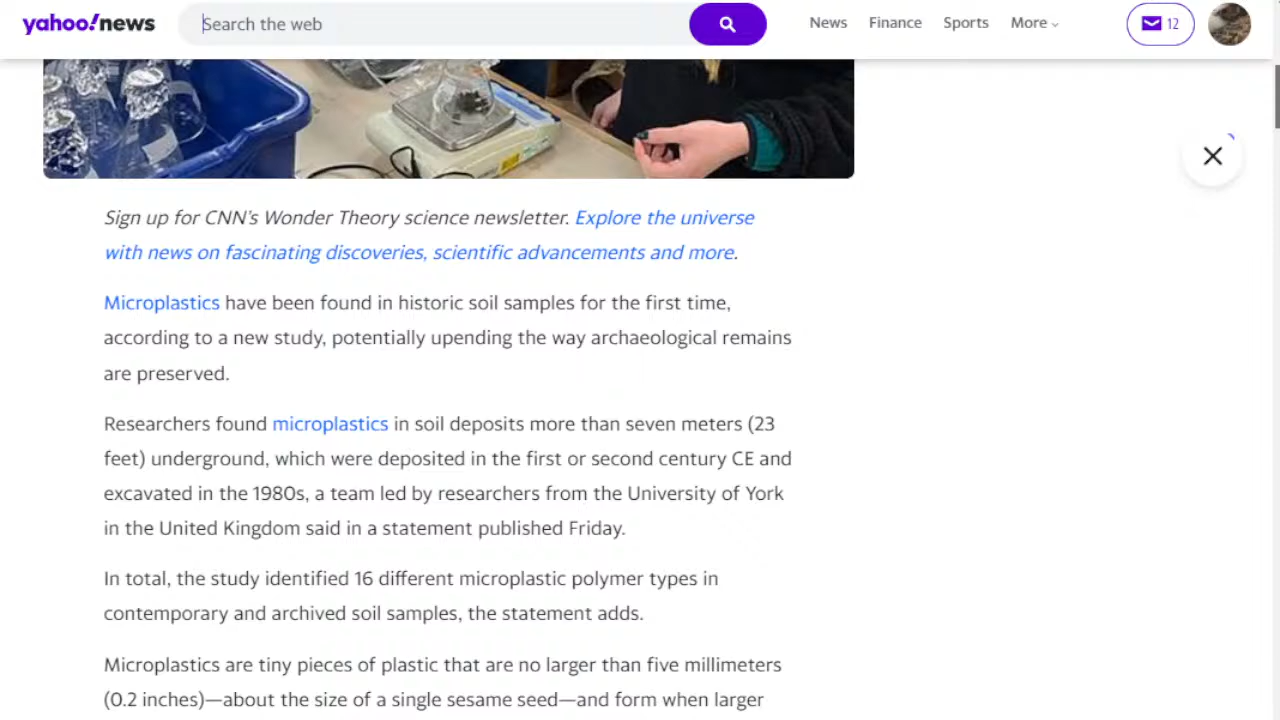 yahoo!news
Search the web
News
Finance
Sports
More
12
Sign up for CNN’s Wonder Theory science newsletter. Explore the universe
with news on fascinating discoveries, scientific advancements and more.
Microplastics have been found in historic soil samples for the first time,
according to a new study, potentially upending the way archaeological remains
are preserved.
Researchers found microplastics in soil deposits more than seven meters (23
feet) underground, which were deposited in the first or second century CE and
excavated in the 1980s, a team led by researchers from the University of York
in the United Kingdom said in a statement published Friday.
In total, the study identified 16 different microplastic polymer types in
contemporary and archived soil samples, the statement adds.
Microplastics are tiny pieces of plastic that are no larger than five millimeters
(0.2 inches)—about the size of a single sesame seed—and form when larger